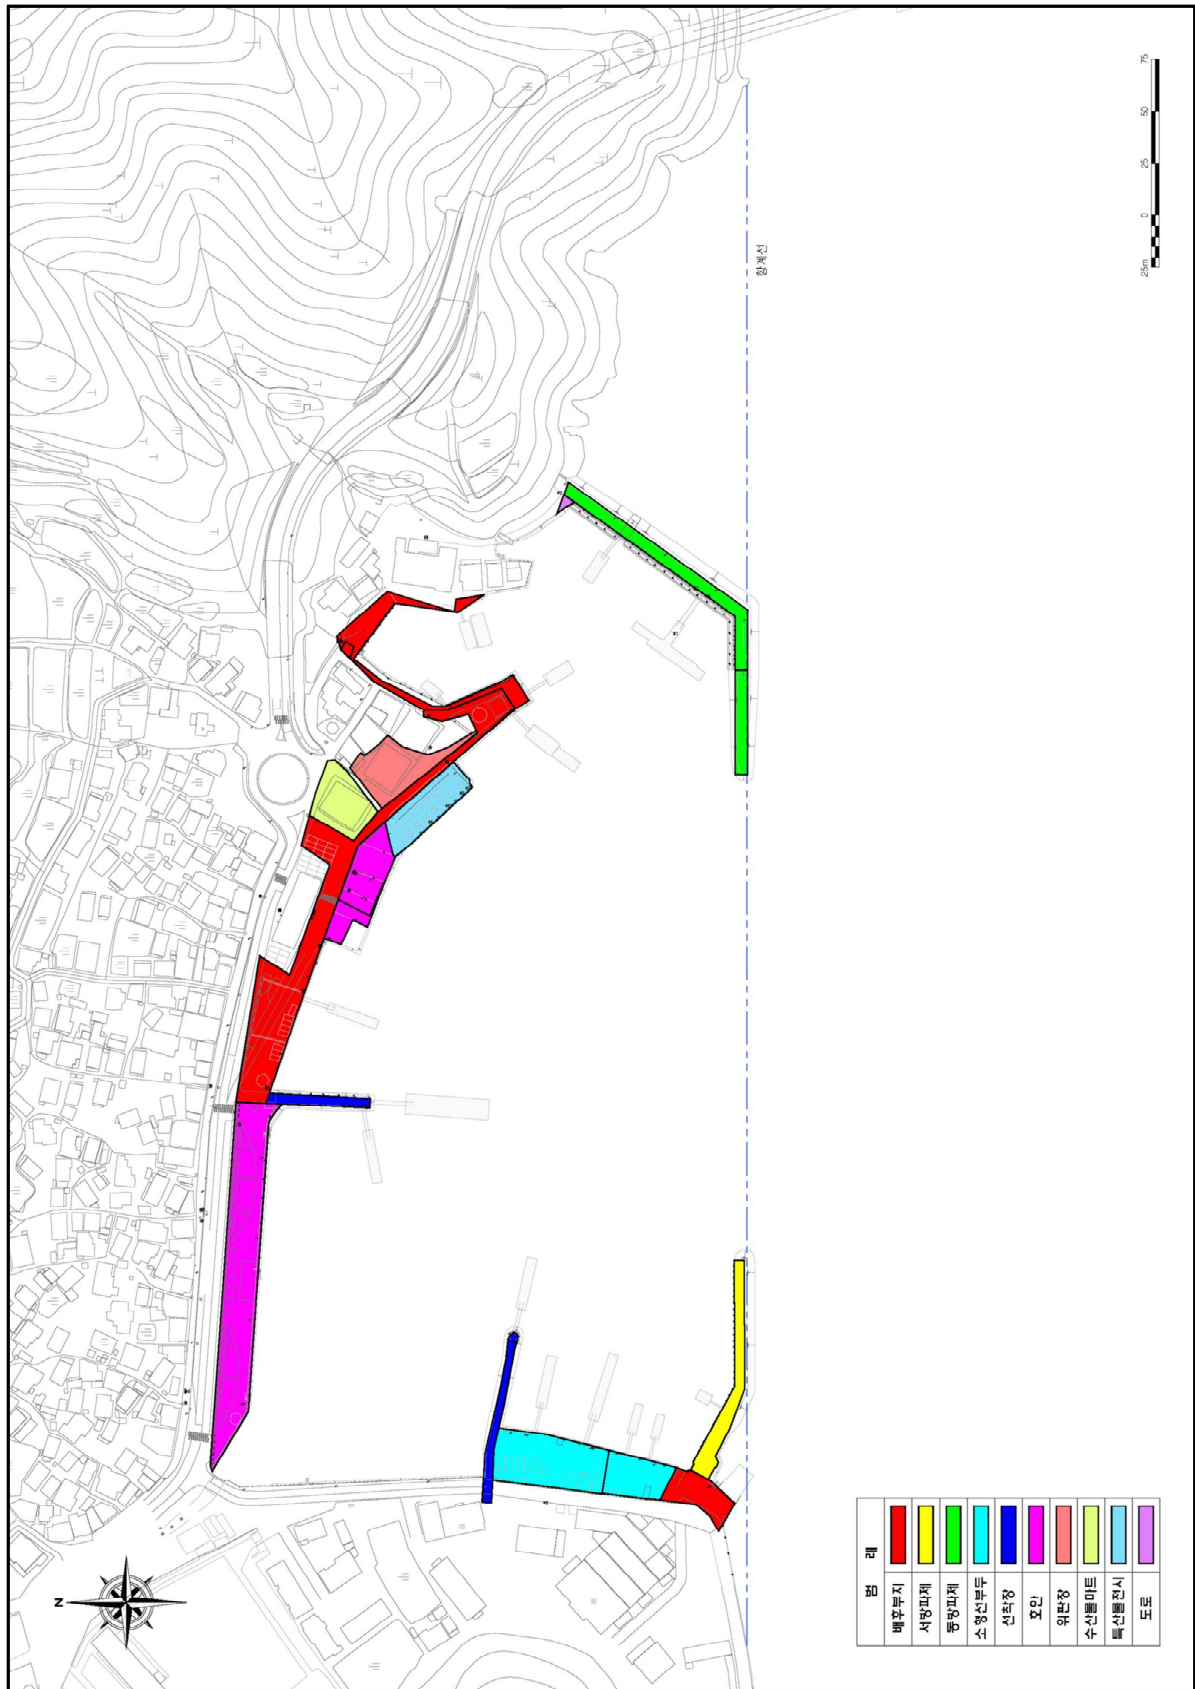 항계선
25m 0 25 50 75
N
범 례
배후부지
서방파제
동방파제
소형선부두
선착장
호안
위판장
수산물마트
특산물전시
도로